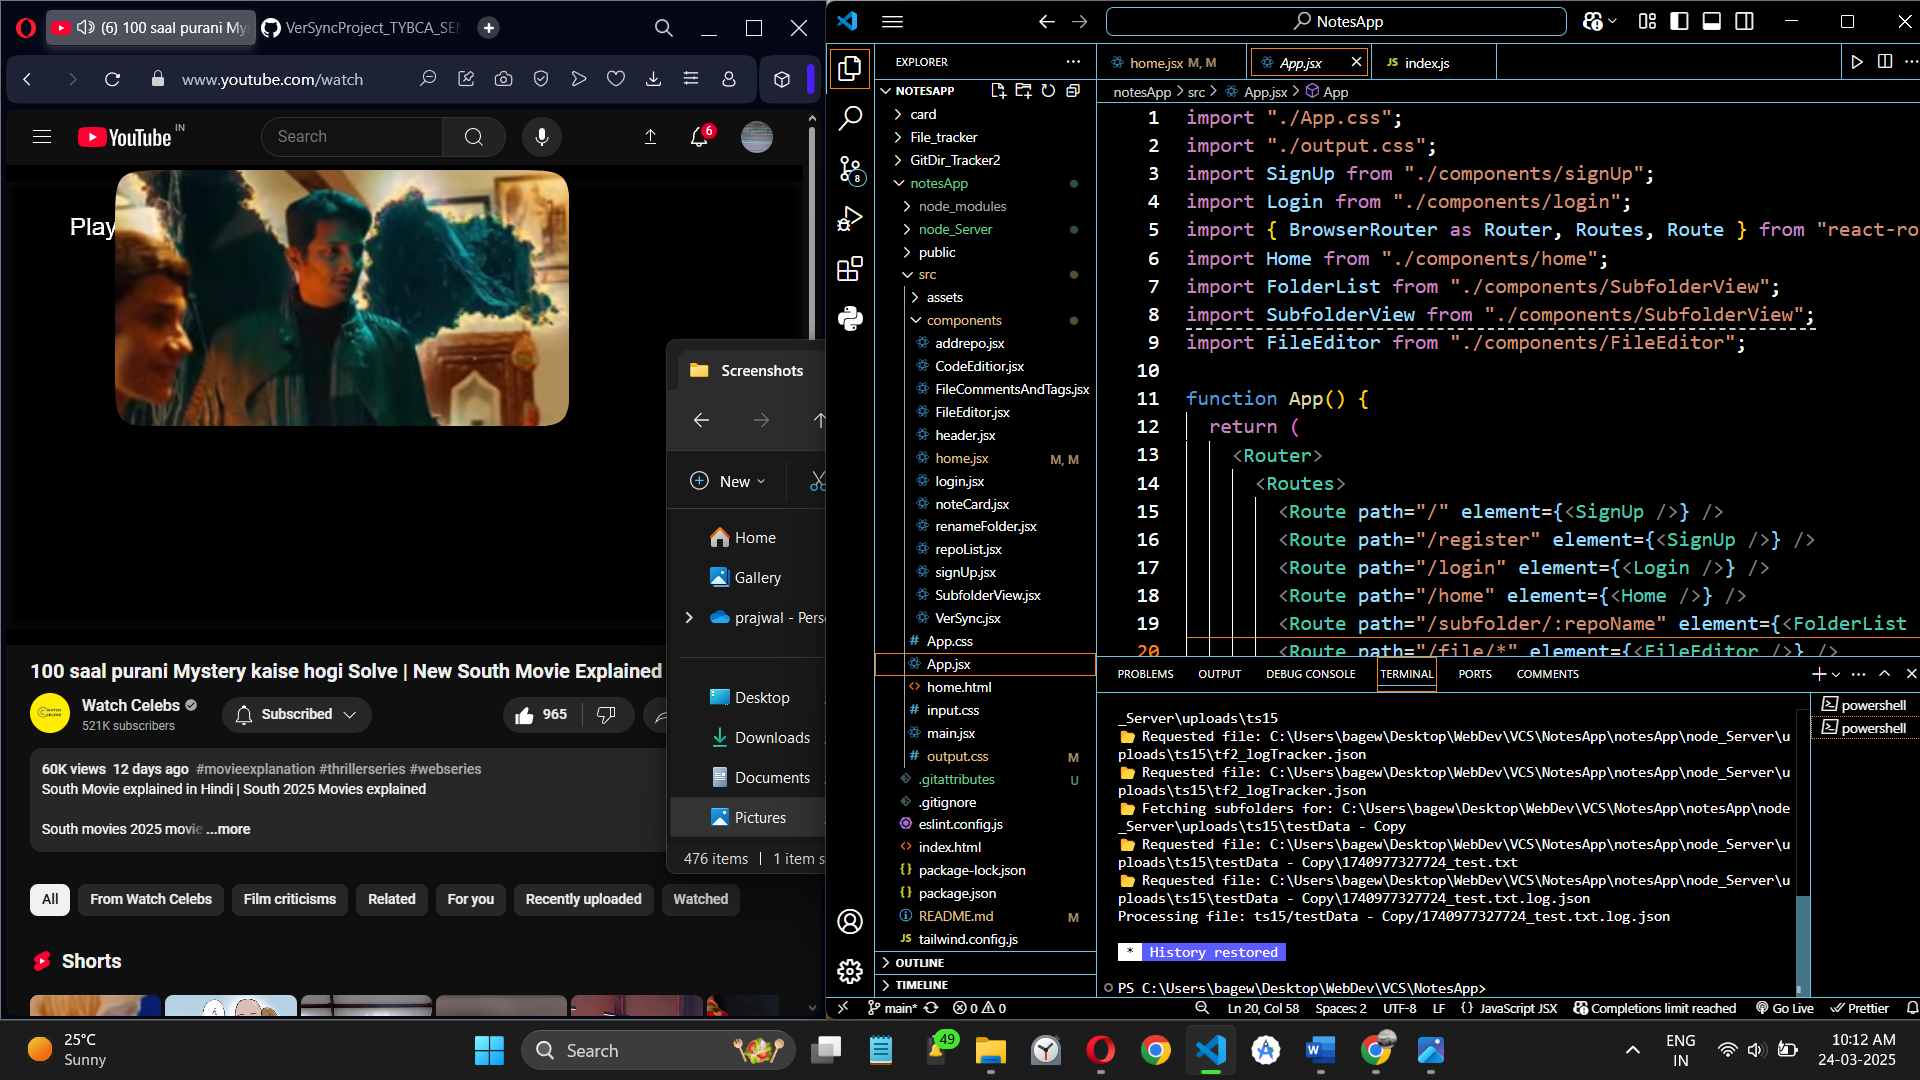 (6) 100 saal purani My
VerSyncProject_TYBCA_SE
www.youtube.com/watch
YouTube IN
Search
6
Play
100 saal purani Mystery kaise hogi Solve | New South Movie Explained
Watch Celebs
521K subscribers
Subscribed
965
60K views 12 days ago #movieexplanation #thrillerseries #webseries
South Movie explained in Hindi | South 2025 Movies explained
South movies 2025 movie ...more
All
From Watch Celebs
Film criticisms
Related
For you
Recently uploaded
Watched
Shorts
Screenshots
New
Home
Gallery
prajwal - Pers
Desktop
Downloads
Documents
Pictures
476 items
1 item s
NotesApp
8
EXPLORER
NOTESAPP
card
File_tracker
GitDir_Tracker2
notesApp
node_modules
node_Server
public
src
assets
components
addrepo.jsx
CodeEditior.jsx
FileCommentsAndTags.jsx
FileEditor.jsx
header.jsx
home.jsx M, M
login.jsx
noteCard.jsx
renameFolder.jsx
repoList.jsx
signUp.jsx
SubfolderView.jsx
VerSync.jsx
# App.css
App.jsx
<> home.html
# input.css
main.jsx
# output.css M
.gitattributes U
.gitignore
eslint.config.js
<> index.html
{} package-lock.json
{} package.json
README.md M
JS tailwind.config.js
OUTLINE
TIMELINE
home.jsx M, M
App.jsx
JS index.js
notesApp > src > App.jsx > App
1 import "./App.css";
2 import "./output.css";
3 import SignUp from "./components/signUp";
4 import Login from "./components/login";
5 import { BrowserRouter as Router, Routes, Route } from "react-ro
6 import Home from "./components/home";
7 import FolderList from "./components/SubfolderView";
8 import SubfolderView from "./components/SubfolderView";
9 import FileEditor from "./components/FileEditor";
10
11 function App() {
12 return (
13 <Router>
14 <Routes>
15 <Route path="/" element={<SignUp />} />
16 <Route path="/register" element={<SignUp />} />
17 <Route path="/login" element={<Login />} />
18 <Route path="/home" element={<Home />} />
19 <Route path="/subfolder/:repoName" element={<FolderList
20 <Route path="/file/*" element={<FileEditor />} />
PROBLEMS
OUTPUT
DEBUG CONSOLE
TERMINAL
PORTS
COMMENTS
_Server\uploads\ts15
Requested file: C:\Users\bagew\Desktop\WebDev\VCS\NotesApp\notesApp\node_Server\u
ploads\ts15\tf2_logTracker.json
Requested file: C:\Users\bagew\Desktop\WebDev\VCS\NotesApp\notesApp\node_Server\u
ploads\ts15\tf2_logTracker.json
Fetching subfolders for: C:\Users\bagew\Desktop\WebDev\VCS\NotesApp\notesApp\node
_Server\uploads\ts15\testData - Copy
Requested file: C:\Users\bagew\Desktop\WebDev\VCS\NotesApp\notesApp\node_Server\u
ploads\ts15\testData - Copy\1740977327724_test.txt
Requested file: C:\Users\bagew\Desktop\WebDev\VCS\NotesApp\notesApp\node_Server\u
ploads\ts15\testData - Copy\1740977327724_test.txt.log.json
Processing file: ts15/testData - Copy/1740977327724_test.txt.log.json
* History restored
PS C:\Users\bagew\Desktop\WebDev\VCS\NotesApp>
powershell
powershell
main*
0 0
Ln 20, Col 58
Spaces: 2
UTF-8
LF
{} JavaScript JSX
Completions limit reached
Go Live
Prettier
25°C
Sunny
Search
49
ENG
IN
10:12 AM
24-03-2025